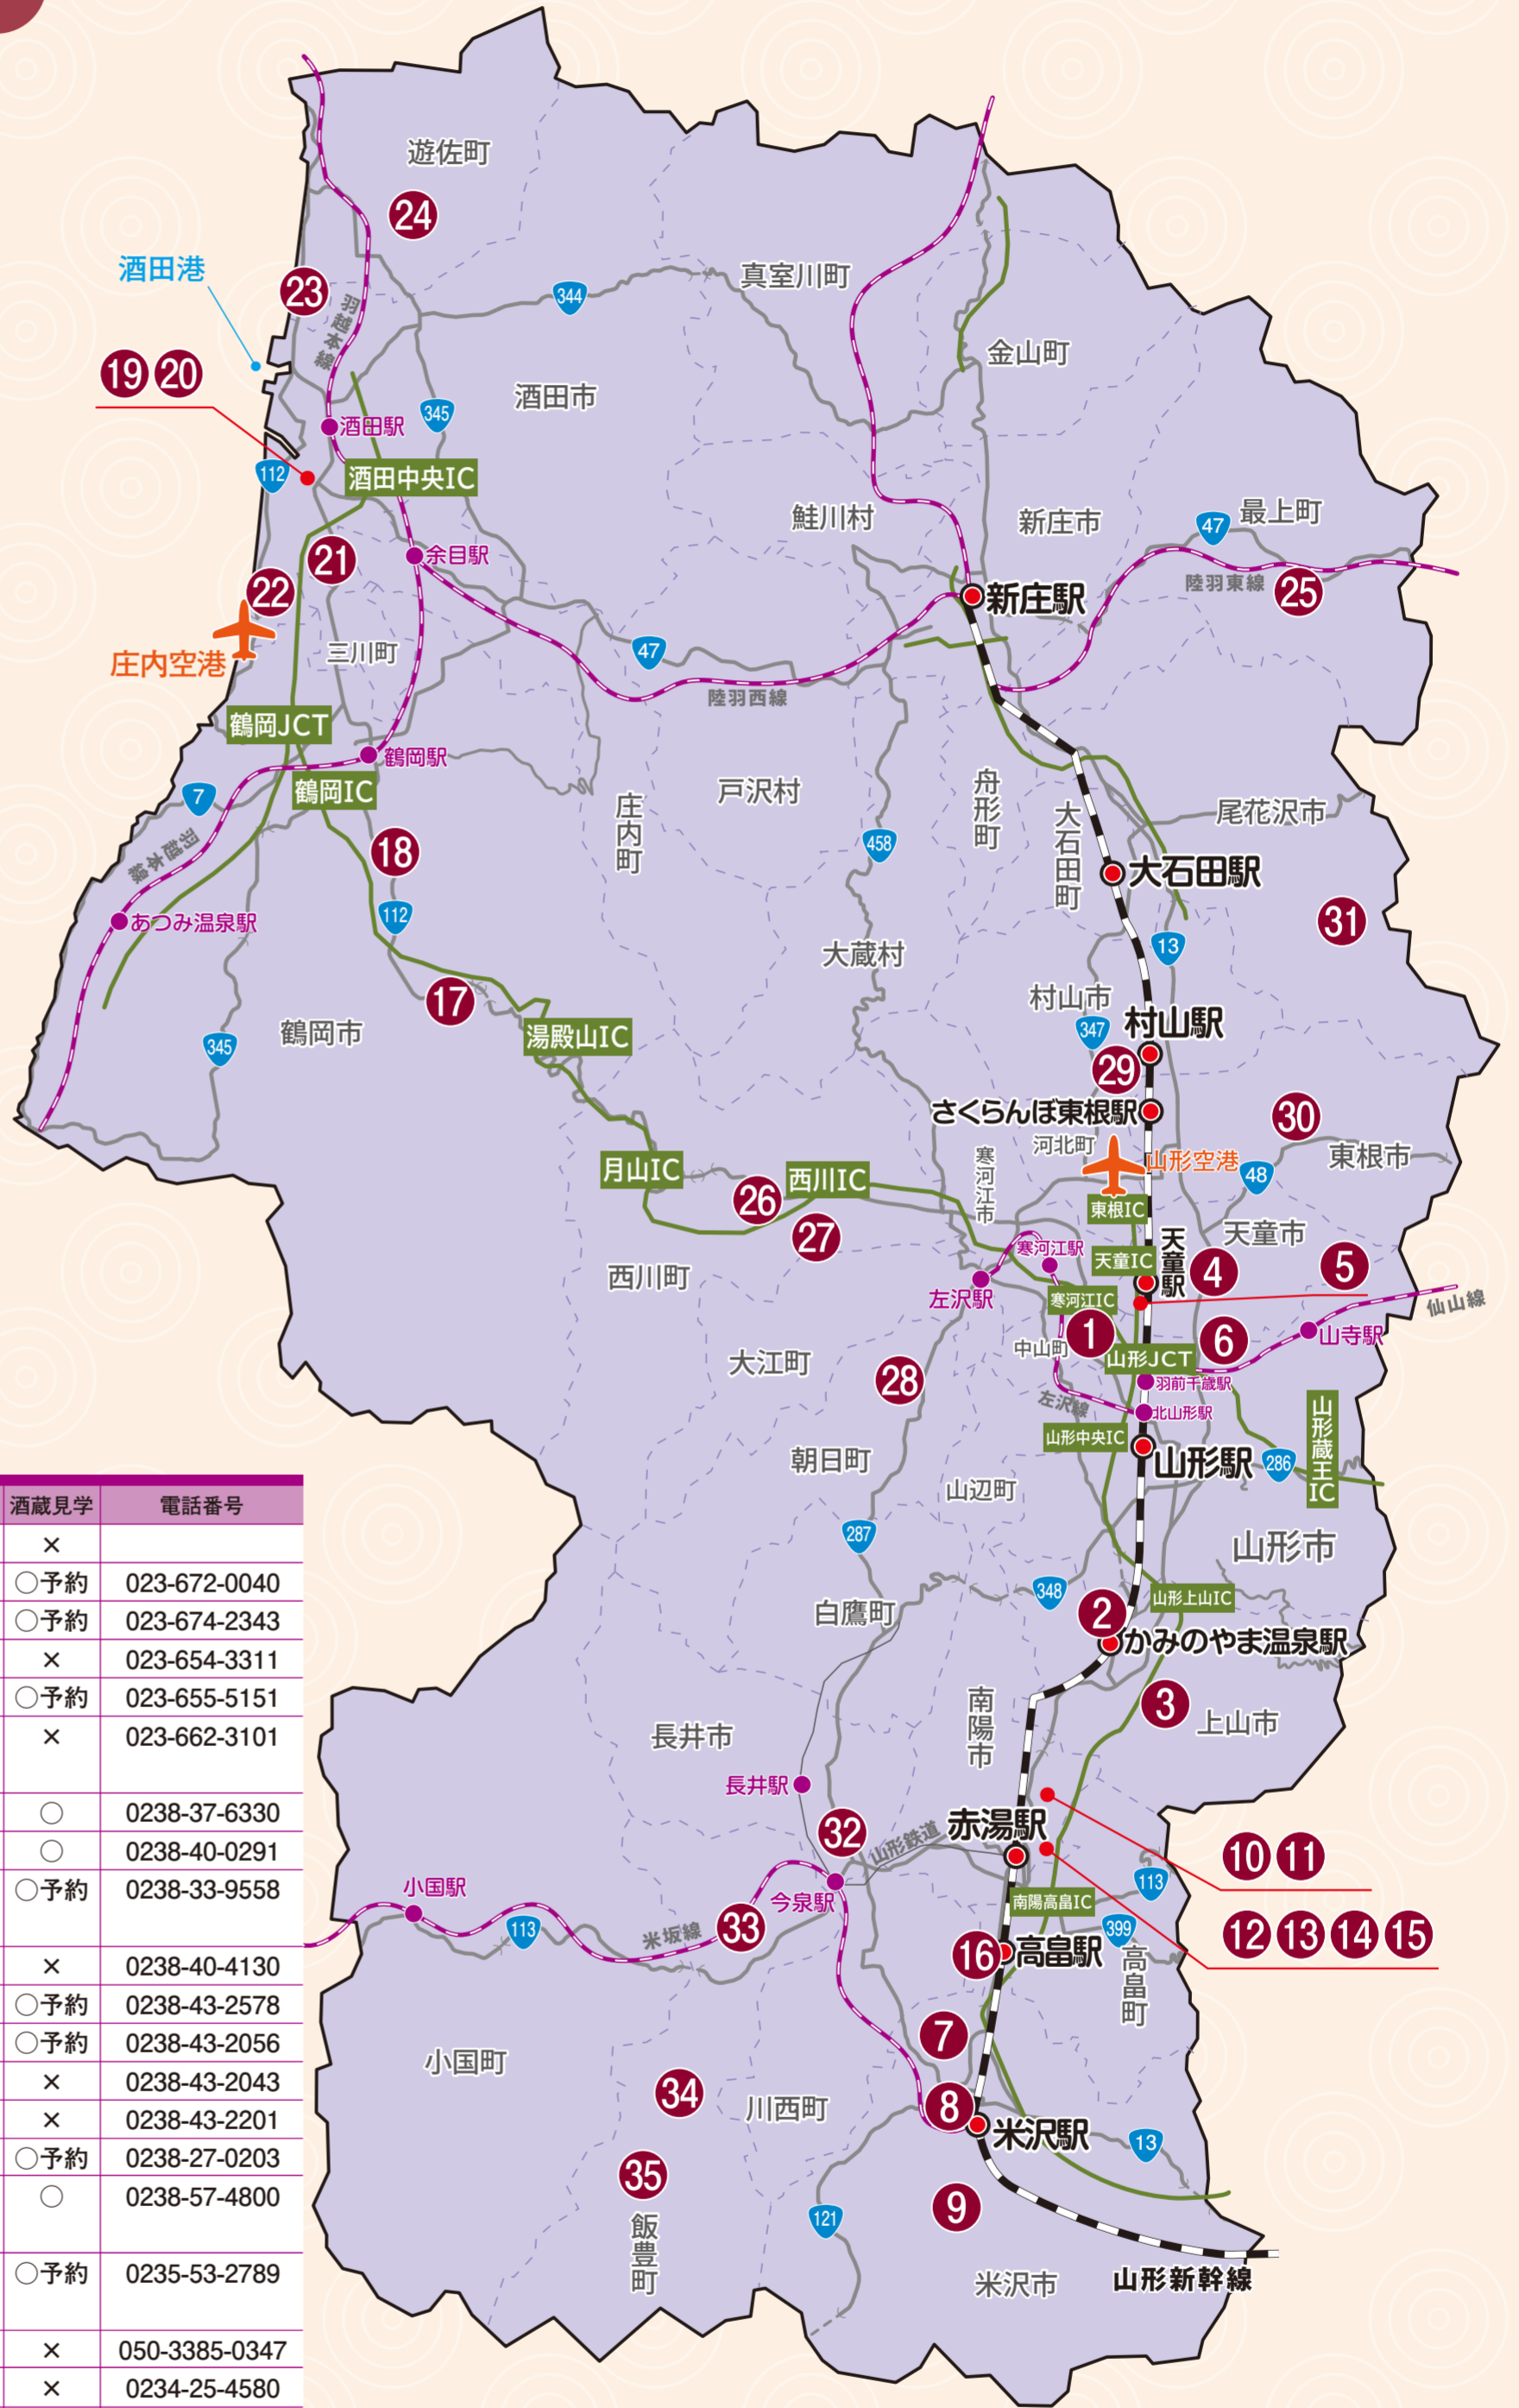 遊佐町
24
酒田港
23
羽越本線
344
真室川町
金山町
19 20
酒田市
345
酒田駅
112
酒田中央IC
鮭川村
新庄市
47
最上町
21
余目駅
22
陸羽東線
25
新庄駅
庄内空港
三川町
47
陸羽西線
鶴岡JCT
鶴岡駅
鶴岡IC
7
羽越本線
18
庄内町
戸沢村
458
舟形町
大石田町
尾花沢市
大石田駅
112
あつみ温泉駅
31
13
大蔵村
17
村山市
鶴岡市
345
湯殿山IC
347
村山駅
29
さくらんぼ東根駅
30
河北町
寒河江市
山形空港
東根市
48
月山IC
西川IC
26
27
東根IC
天童市
天童IC
天童駅
4
5
寒河江駅
西川町
左沢駅
寒河江IC
仙山線
1
6
山寺駅
中山町
山形JCT
大江町
28
羽前千歳駅
左沢線
北山形駅
山形中央IC
山形蔵王IC
山形駅
286
朝日町
山辺町
287
山形市
348
山形上山IC
白鷹町
2
かみのやま温泉駅
3
上山市
南陽市
長井市
長井駅
32
山形鉄道
赤湯駅
10 11
113
小国駅
今泉駅
南陽高畠IC
113
米坂線
33
399
12 13 14 15
16
高畠駅
高畠町
7
小国町
34
川西町
8
米沢駅
13
35
飯豊町
121
9
米沢市
山形新幹線
酒蔵見学 電話番号
×
○予約 023-672-0040
○予約 023-674-2343
× 023-654-3311
○予約 023-655-5151
× 023-662-3101
○ 0238-37-6330
○ 0238-40-0291
○予約 0238-33-9558
× 0238-40-4130
○予約 0238-43-2578
○予約 0238-43-2056
× 0238-43-2043
× 0238-43-2201
○予約 0238-27-0203
○ 0238-57-4800
○予約 0235-53-2789
× 050-3385-0347
× 0234-25-4580